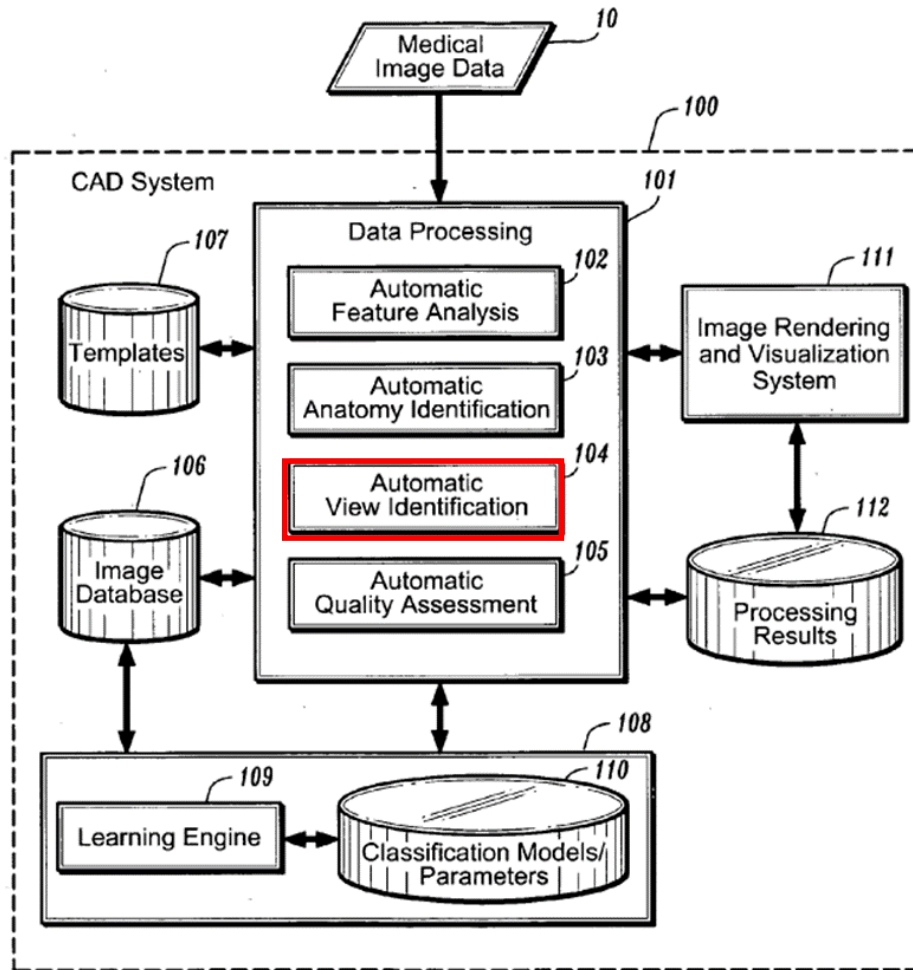 10
Medical
Image Data
100
CAD System
101
Data Processing
107
102
Automatic
Feature Analysis
111
Templates
Image Rendering
and Visualization
System
103
Automatic
Anatomy Identification
106
104
Automatic
View Identification
112
Image
Database
105
Automatic
Quality Assessment
Processing
Results
108
109
110
Learning Engine
Classification Models/
Parameters